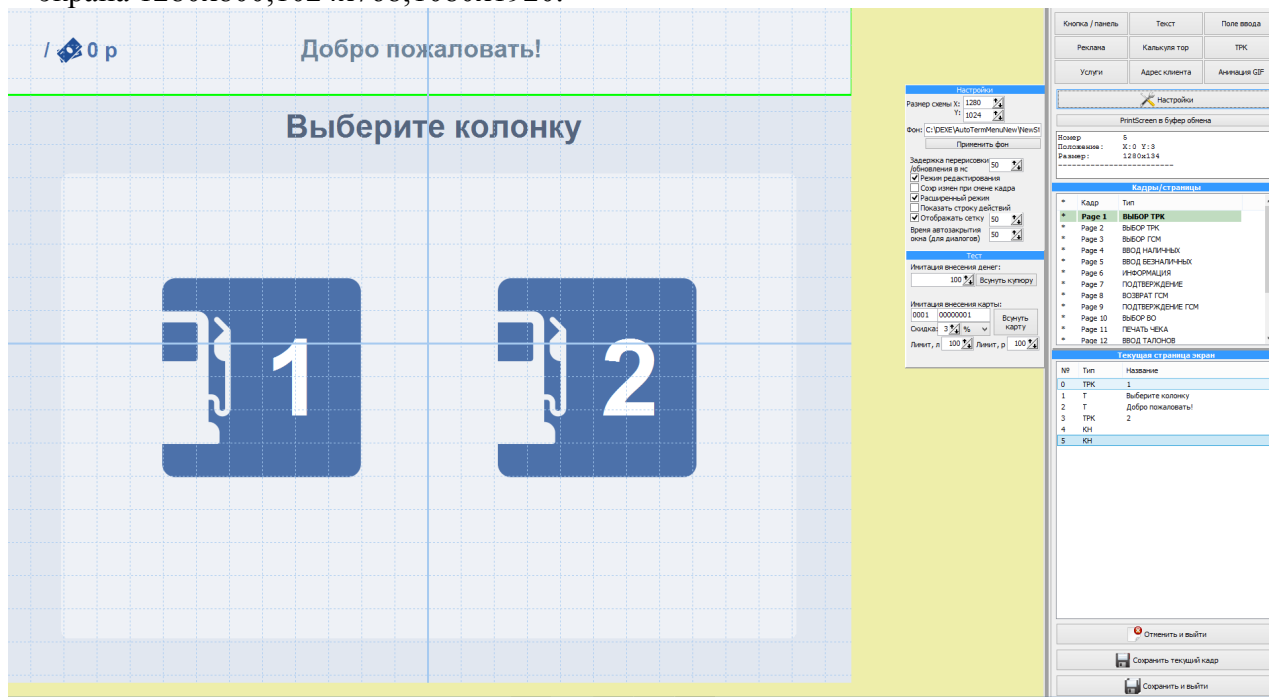 экрана 1280x800,1024x768,1080x1920.
/ 0 р
Добро пожаловать!
Выберите колонку
1
2
Настройки
Размер схемы X: 1280
Y: 1024
Фон: C:\DEXE\AutoTermMenuNew\NewSt
Применить фон
Задержка перерисовки
/обновления в мс 50
Режим редактирования
Сохр измен при смене кадра
Расширенный режим
Показать строку действий
Отображать сетку 50
Время автозакрытия
окна (для диалогов) 50
Тест
Имитация внесения денег:
100 Всунуть купюру
Имитация внесения карты:
0001 00000001 Всунуть карту
Скидка: 3 %
Лимит, л 100 Лимит, р 100
Кнопка / панель Текст Поле ввода
Реклама Калькуля тор ТРК
Услуги Адрес клиента Анимация GIF
Настройки
PrintScreen в буфер обмена
Номер 5
Положение: X:0 Y:3
Размер: 1280x134
-------------------------
Кадры/страницы
* Кадр Тип
* Page 1 ВЫБОР ТРК
* Page 2 ВЫБОР ТРК
* Page 3 ВЫБОР ГСМ
* Page 4 ВВОД НАЛИЧНЫХ
* Page 5 ВВОД БЕЗНАЛИЧНЫХ
* Page 6 ИНФОРМАЦИЯ
* Page 7 ПОДТВЕРЖДЕНИЕ
* Page 8 ВОЗВРАТ ГСМ
* Page 9 ПОДТВЕРЖДЕНИЕ ГСМ
* Page 10 ВЫБОР ВО
* Page 11 ПЕЧАТЬ ЧЕКА
* Page 12 ВВОД ТАЛОНОВ
Текущая страница экран
№ Тип Название
0 ТРК 1
1 Т Выберите колонку
2 Т Добро пожаловать!
3 ТРК 2
4 КН
5 КН
Отменить и выйти
Сохранить текущий кадр
Сохранить и выйти